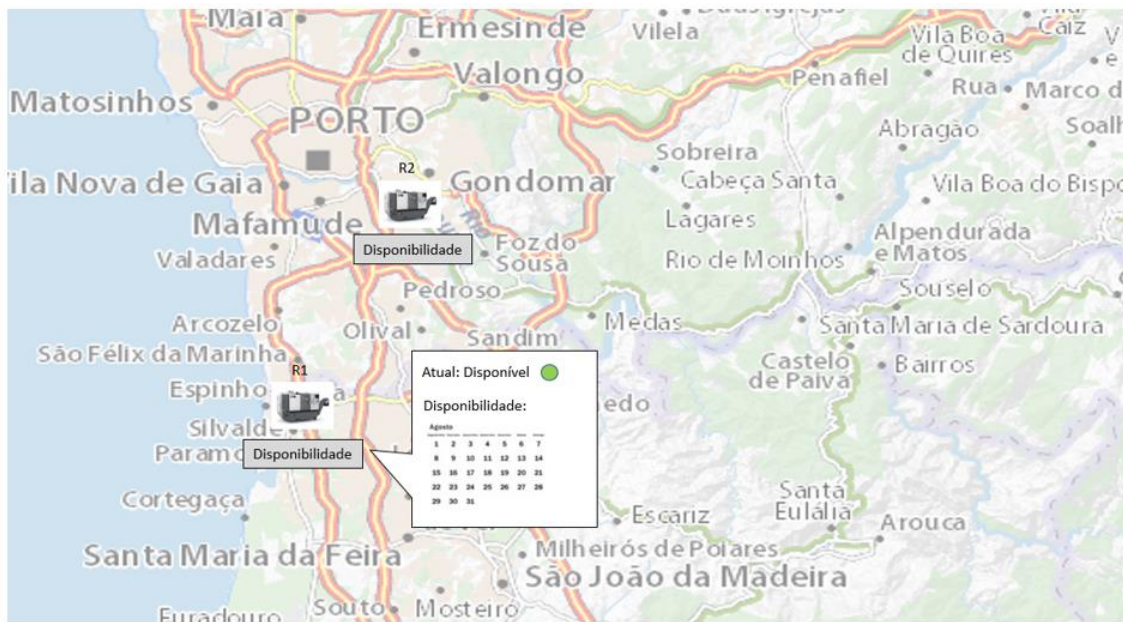 Maia
Ermesinde
Vilela
Vila Boa
de Quires
Caiz
Valongo
Penafiel
Matosinhos
Rua
Marco d
PORTO
Abragão
Soalh
Sobreira
R2
Vila Nova de Gaia
Gondomar
Cabeça Santa
Vila Boa do Bispo
Mafamude
Lagares
Rio
Foz do
Sousa
Disponibilidade
Alpendurada
e Matos
Valadares
Rio de Moinhos
Pedroso
Souselo
Arcozelo
Olival
Medas
Santa Maria de Sardoura
Sandim
São Félix da Marinha
Castelo
de Paiva
Bairros
R1
Atual: Disponível
Espinho
Disponibilidade:
Silvalde
Agosto
1 2 3 4 5 6 7
8 9 10 11 12 13 14
15 16 17 18 19 20 21
22 23 24 25 26 27 28
29 30 31
Disponibilidade
Paramo
Cortegaça
Santa
Eulália
Escariz
Arouca
Santa Maria da Feira
Milheirós de Poiares
São João da Madeira
Furadouro
Souto
Mosteiro